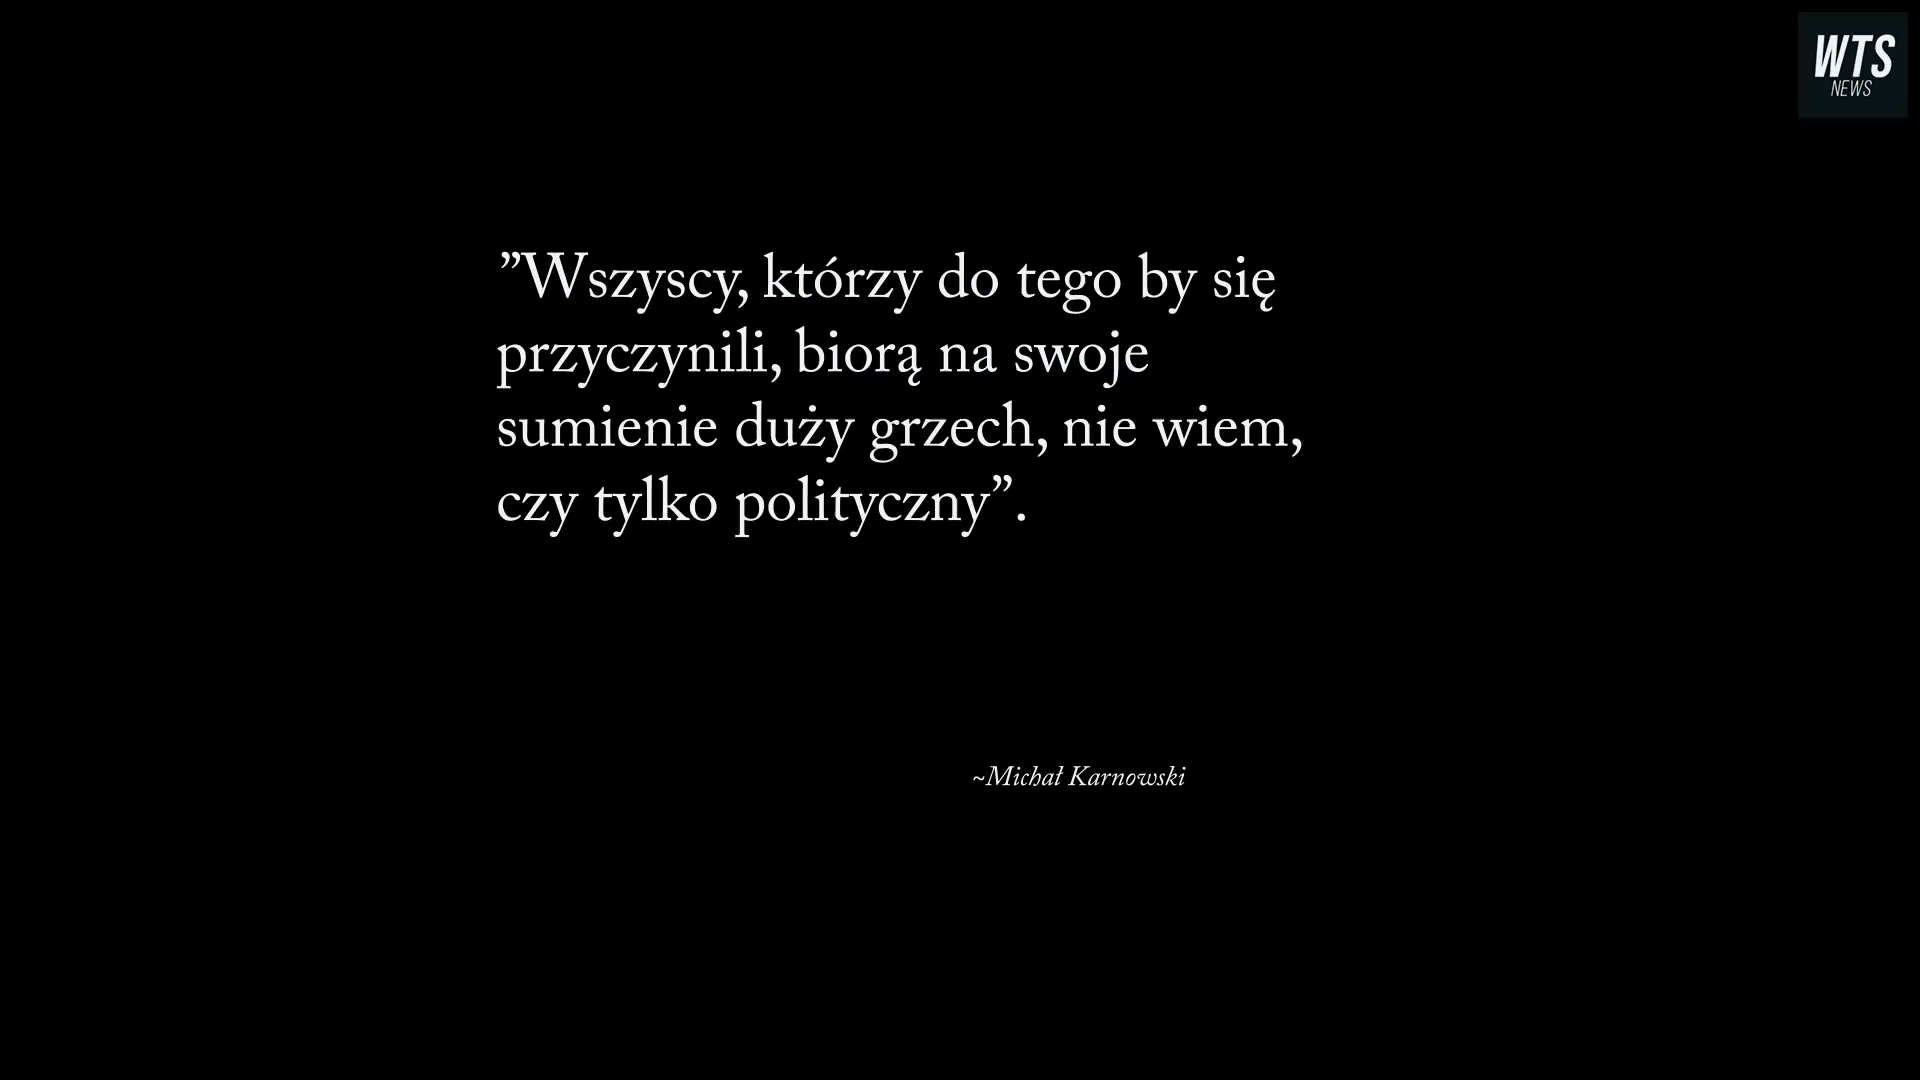 WTS
NEWS
”Wszyscy, którzy do tego by się
przyczynili, biorą na swoje
sumienie duży grzech, nie wiem,
czy tylko polityczny”.
~Michał Karnowski